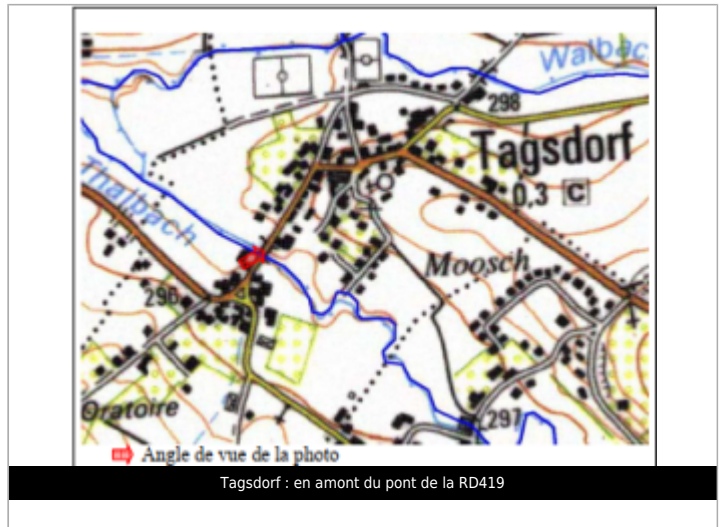 Walbac
298
Tagsdorf
0,3 C
Thalbach
Moosch
296
Oratoire
297
Angle de vue de la photo
Tagsdorf : en amont du pont de la RD419